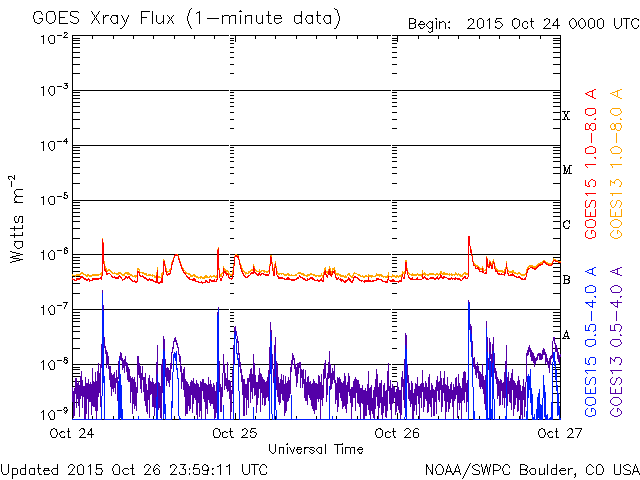 GOES Xray Flux (1-minute data)
Begin: 2015 Oct 24 0000 UTC
10⁻²
10⁻³
10⁻⁴
10⁻⁵
10⁻⁶
10⁻⁷
10⁻⁸
10⁻⁹
Watts m⁻²
X
M
C
B
A
GOES15 1.0-8.0 A
GOES13 1.0-8.0 A
GOES15 0.5-4.0 A
GOES13 0.5-4.0 A
Oct 24
Oct 25
Oct 26
Oct 27
Universal Time
Updated 2015 Oct 26 23:59:11 UTC
NOAA/SWPC Boulder, CO USA